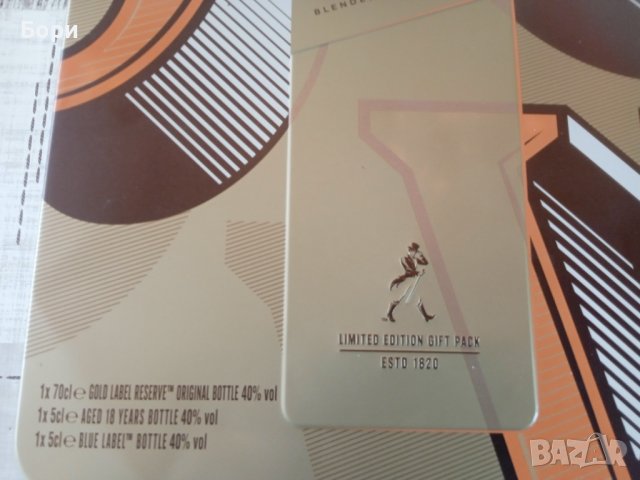 Бори
BLENDE
LIMITED EDITION GIFT PACK
ESTD 1820
1x 70cl e GOLD LABEL RESERVE™ ORIGINAL BOTTLE 40% vol
1x 5cl e AGED 18 YEARS BOTTLE 40% vol
1x 5cl e BLUE LABEL™ BOTTLE 40% vol
BAZAR